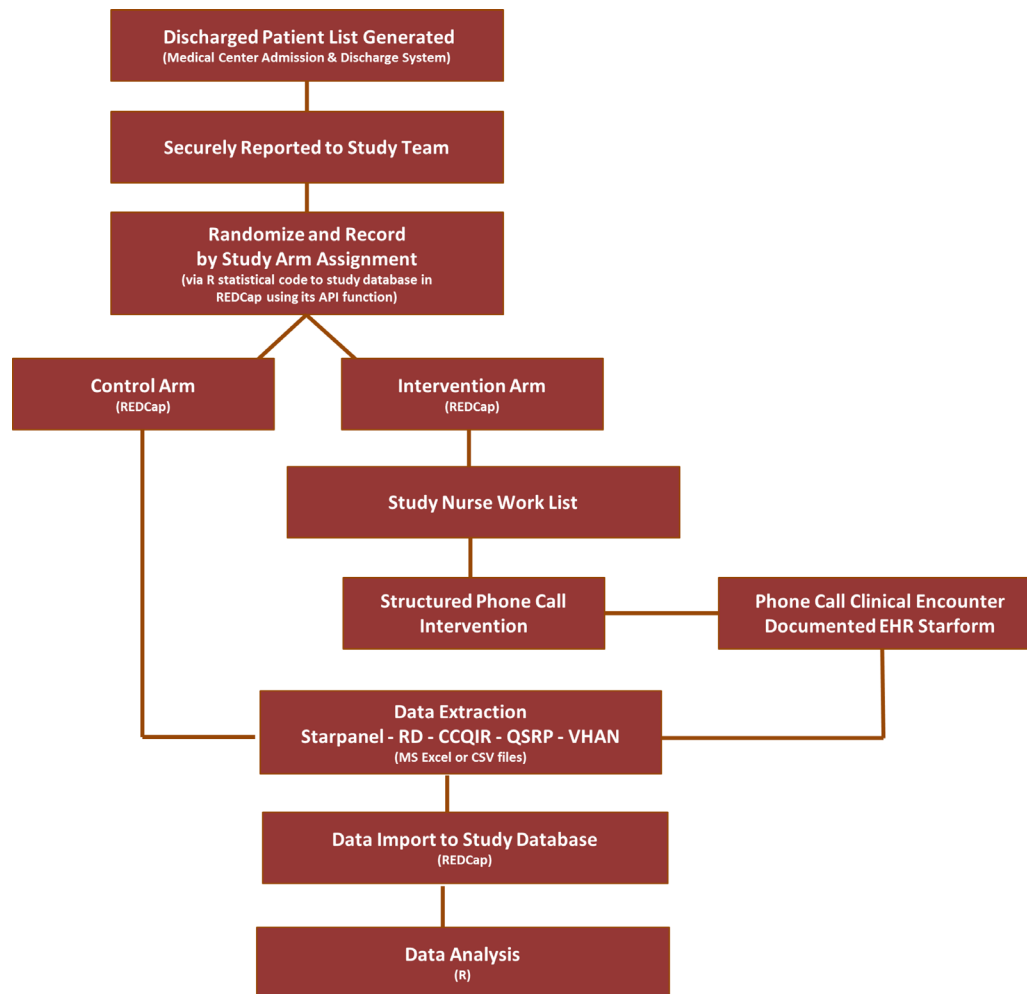 Discharged Patient List Generated
(Medical Center Admission & Discharge System)
Securely Reported to Study Team
Randomize and Record
by Study Arm Assignment
(via R statistical code to study database in
REDCap using its API function)
Control Arm
(REDCap)
Intervention Arm
(REDCap)
Study Nurse Work List
Structured Phone Call
Intervention
Phone Call Clinical Encounter
Documented EHR Starform
Data Extraction
Starpanel - RD - CCQIR - QSRP - VHAN
(MS Excel or CSV files)
Data Import to Study Database
(REDCap)
Data Analysis
(R)